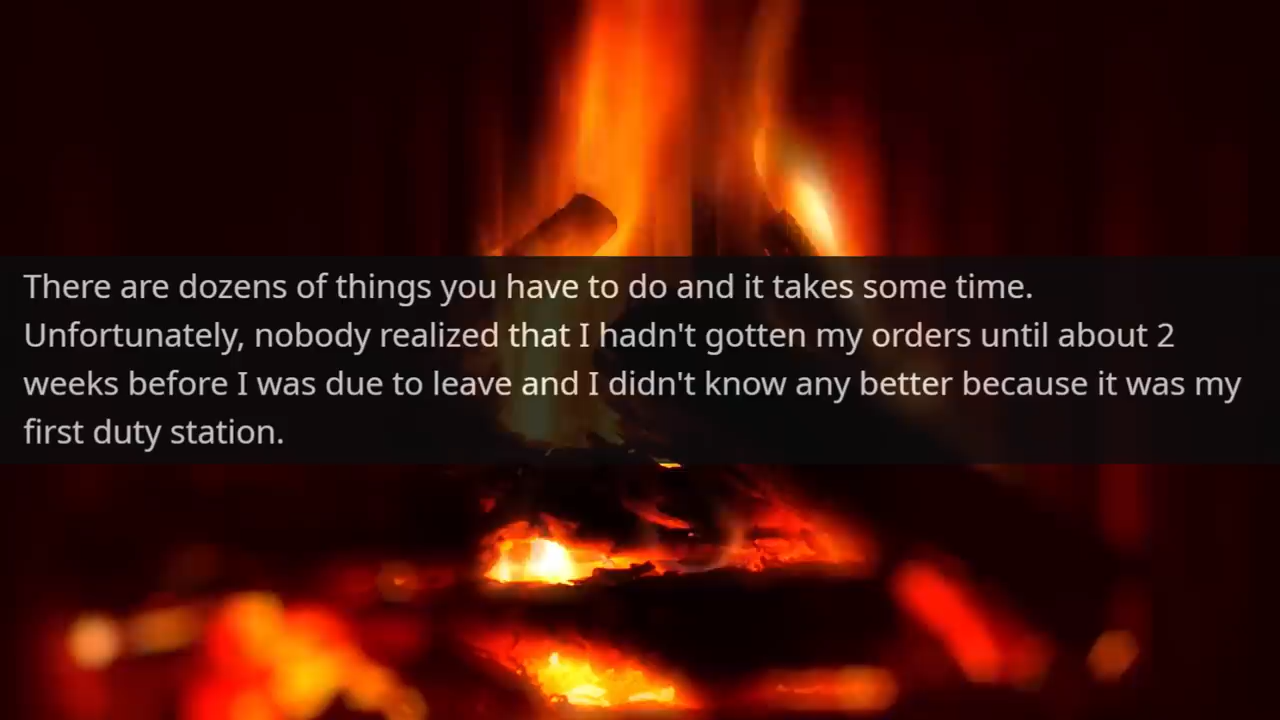 There are dozens of things you have to do and it takes some time.
Unfortunately, nobody realized that I hadn't gotten my orders until about 2
weeks before I was due to leave and I didn't know any better because it was my
first duty station.